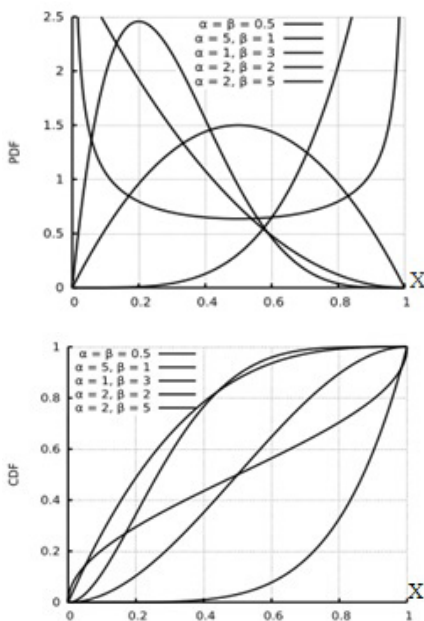 2.5
2
1.5
1
0.5
0
PDF
α = β = 0.5
α = 5, β = 1
α = 1, β = 3
α = 2, β = 2
α = 2, β = 5
0 0.2 0.4 0.6 0.8 1
X
1
0.8
0.6
0.4
0.2
0
CDF
α = β = 0.5
α = 5, β = 1
α = 1, β = 3
α = 2, β = 2
α = 2, β = 5
0 0.2 0.4 0.6 0.8 1
X